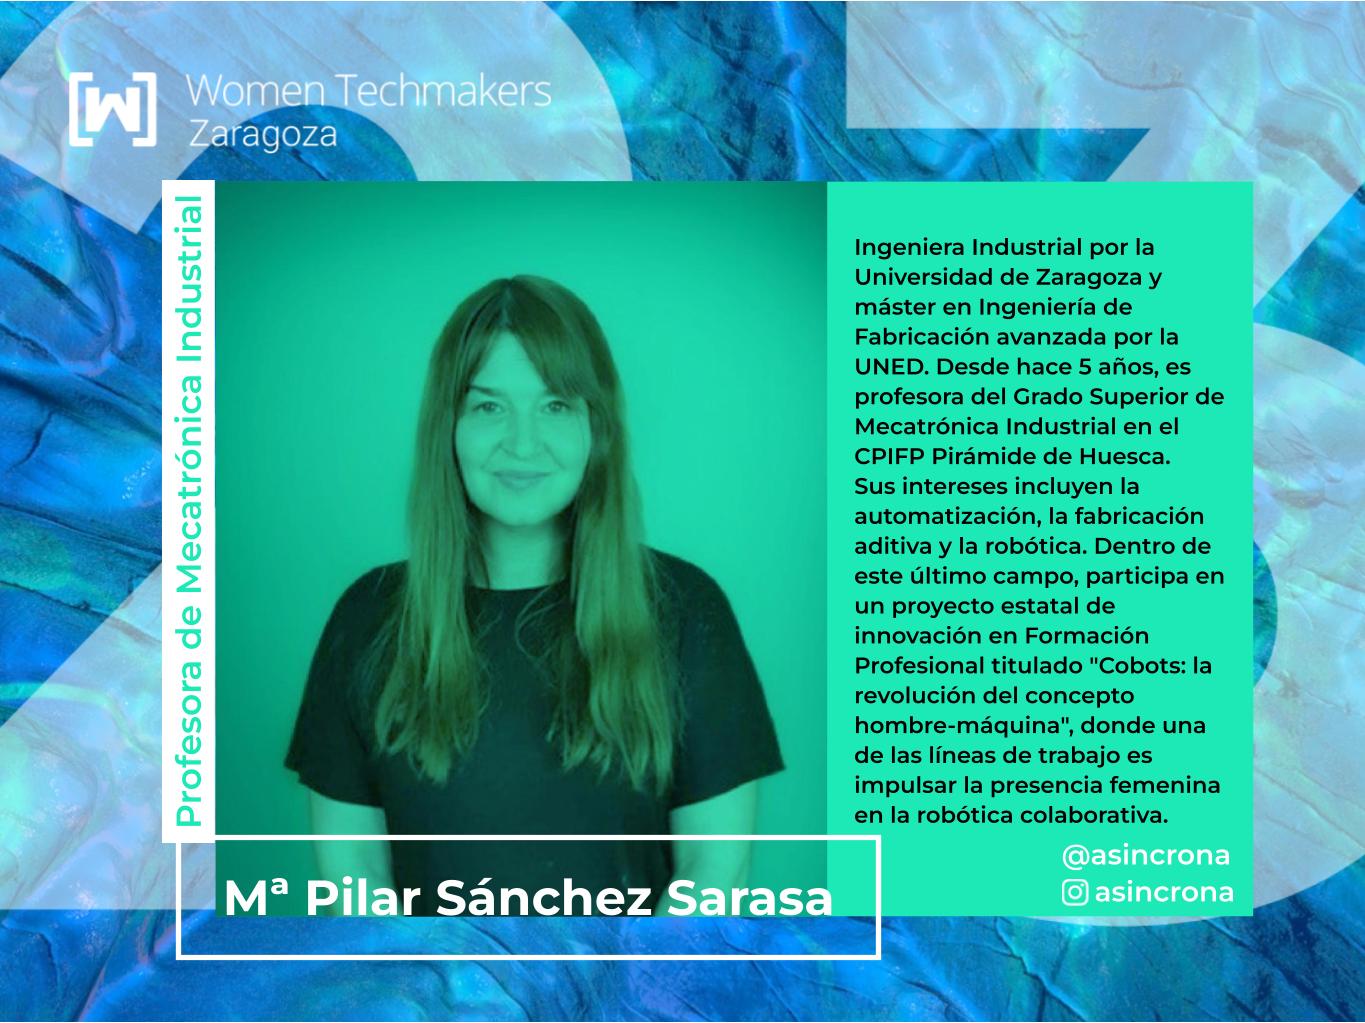 Women Techmakers
Zaragoza
Profesora de Mecatrónica Industrial
Ingeniera Industrial por la
Universidad de Zaragoza y
máster en Ingeniería de
Fabricación avanzada por la
UNED. Desde hace 5 años, es
profesora del Grado Superior de
Mecatrónica Industrial en el
CPIFP Pirámide de Huesca.
Sus intereses incluyen la
automatización, la fabricación
aditiva y la robótica. Dentro de
este último campo, participa en
un proyecto estatal de
innovación en Formación
Profesional titulado "Cobots: la
revolución del concepto
hombre-máquina", donde una
de las líneas de trabajo es
impulsar la presencia femenina
en la robótica colaborativa.
@asincrona
asincrona
Mª Pilar Sánchez Sarasa